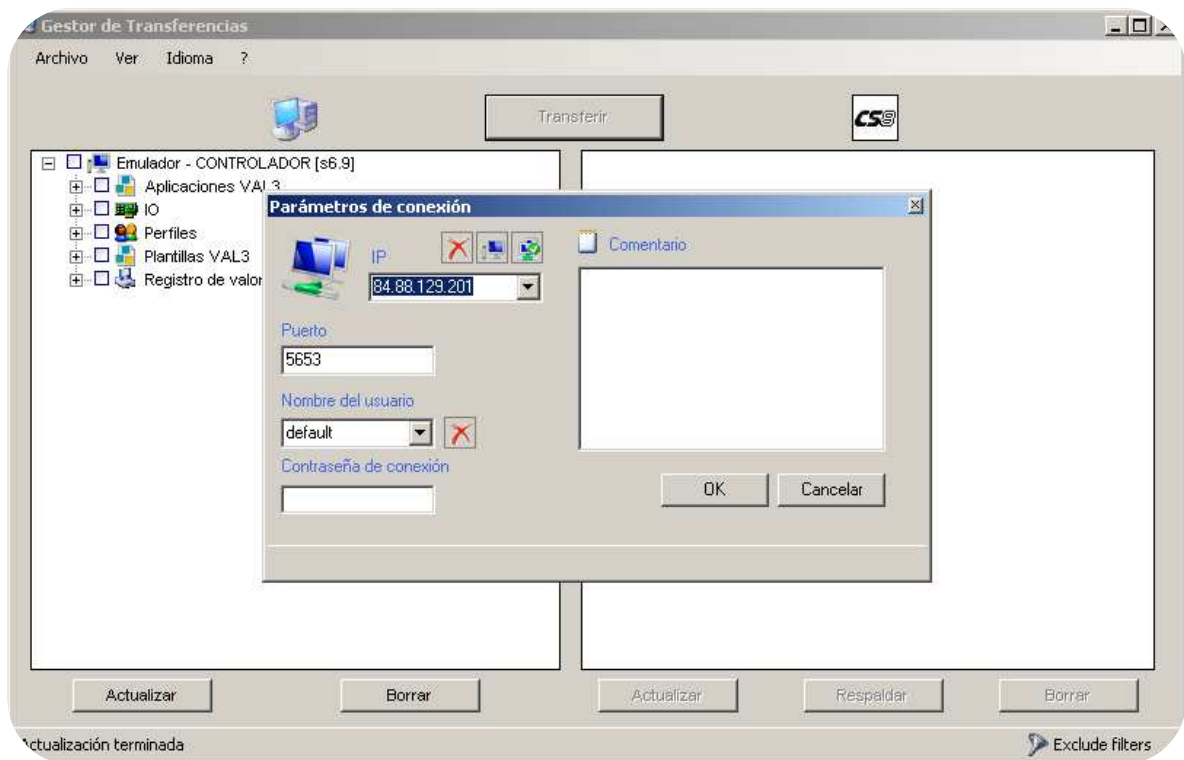 Gestor de Transferencias
Archivo Ver Idioma ?
Transferir
CS8
Emulador - CONTROLADOR [s6.9]
Aplicaciones VAL3
IO
Perfiles
Plantillas VAL3
Registro de valor
Parámetros de conexión
IP
84.88.129.201
Puerto
5653
Nombre del usuario
default
Contraseña de conexión
Comentario
OK Cancelar
Actualizar Borrar Actualizar Respaldar Borrar
Actualización terminada Exclude filters